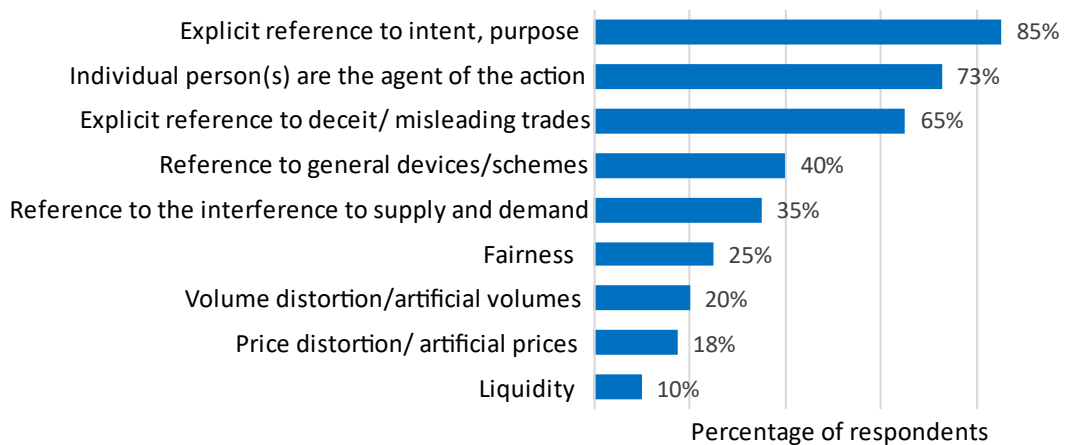 Explicit reference to intent, purpose 85%
Individual person(s) are the agent of the action 73%
Explicit reference to deceit/ misleading trades 65%
Reference to general devices/schemes 40%
Reference to the interference to supply and demand 35%
Fairness 25%
Volume distortion/artificial volumes 20%
Price distortion/ artificial prices 18%
Liquidity 10%
Percentage of respondents